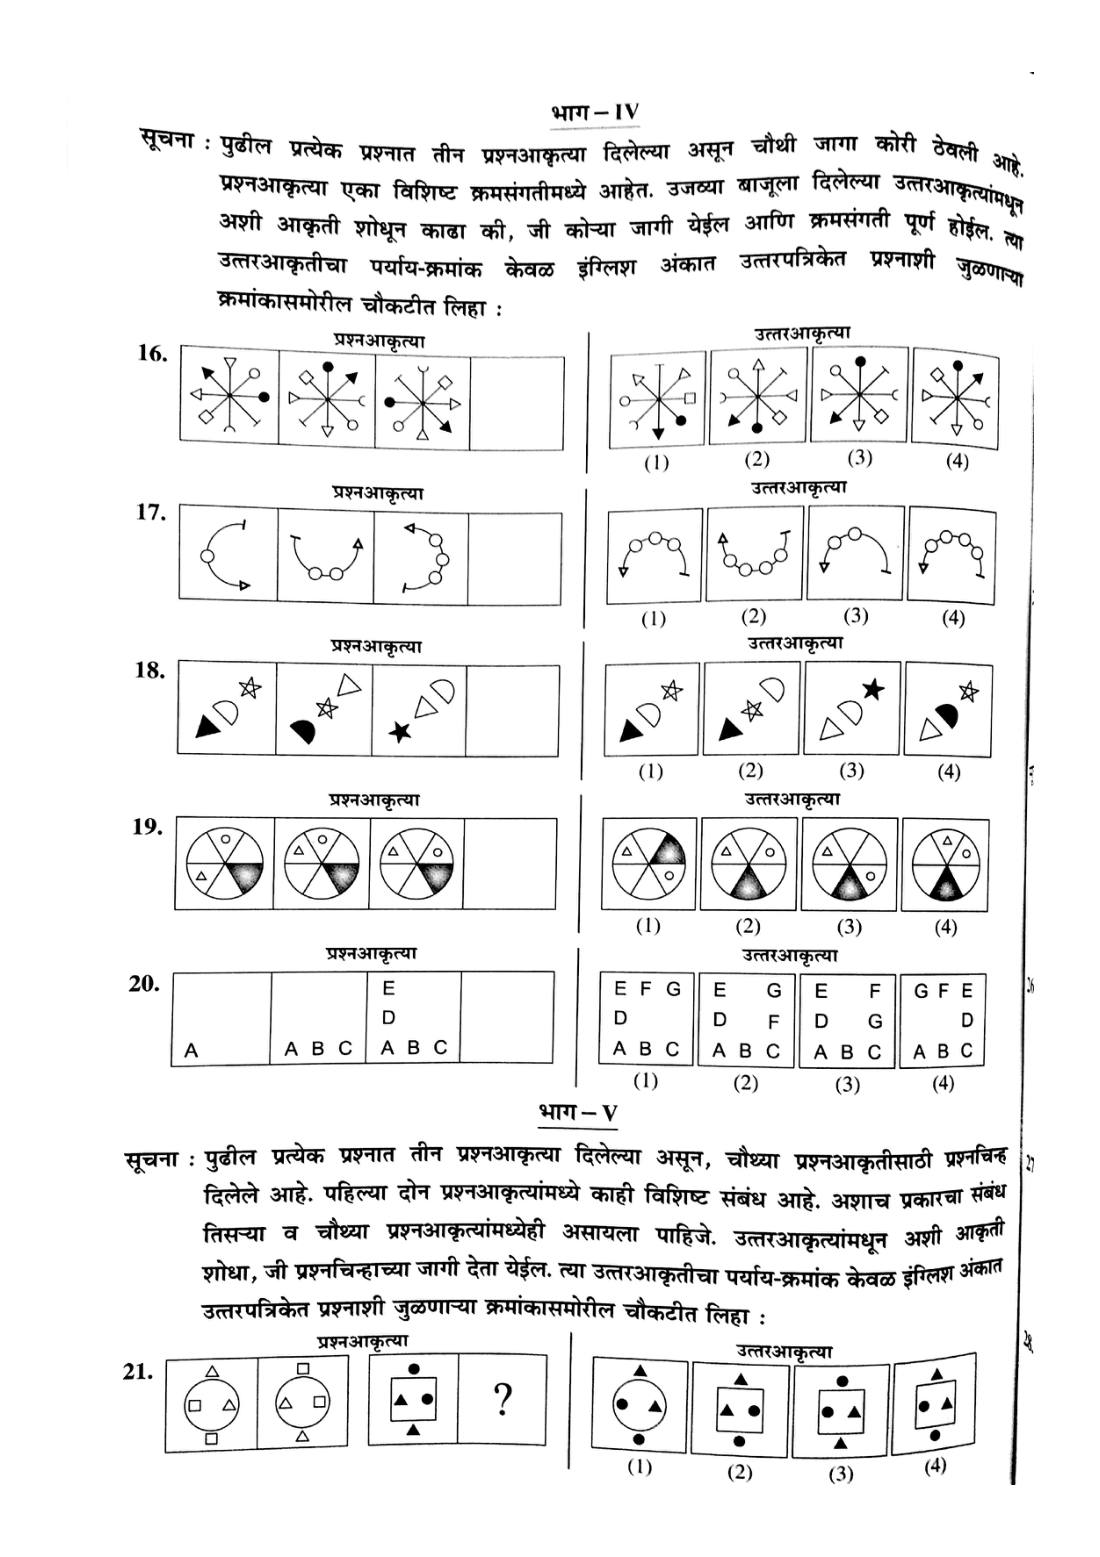 भाग – IV
सूचना : पुढील प्रत्येक प्रश्नात तीन प्रश्नआकृत्या दिलेल्या असून चौथी जागा कोरी ठेवली आहे.
प्रश्नआकृत्या एका विशिष्ट क्रमसंगतीमध्ये आहेत. उजव्या बाजूला दिलेल्या उत्तरआकृत्यांमधून
अशी आकृती शोधून काढा की, जी कोऱ्या जागी येईल आणि क्रमसंगती पूर्ण होईल. त्या
उत्तरआकृतीचा पर्याय-क्रमांक केवळ इंग्लिश अंकात उत्तरपत्रिकेत प्रश्नाशी जुळणाऱ्या
क्रमांकासमोरील चौकटीत लिहा :
प्रश्नआकृत्या उत्तरआकृत्या
16.
(1) (2) (3) (4)
प्रश्नआकृत्या उत्तरआकृत्या
17.
(1) (2) (3) (4)
प्रश्नआकृत्या उत्तरआकृत्या
18.
(1) (2) (3) (4)
प्रश्नआकृत्या उत्तरआकृत्या
19.
(1) (2) (3) (4)
प्रश्नआकृत्या उत्तरआकृत्या
20. E E F G E G E F G F E
D D D F D G D
A A B C A B C A B C A B C A B C A B C
(1) (2) (3) (4)
भाग – V
सूचना : पुढील प्रत्येक प्रश्नात तीन प्रश्नआकृत्या दिलेल्या असून, चौथ्या प्रश्नआकृतीसाठी प्रश्नचिन्ह
दिलेले आहे. पहिल्या दोन प्रश्नआकृत्यांमध्ये काही विशिष्ट संबंध आहे. अशाच प्रकारचा संबंध
तिसऱ्या व चौथ्या प्रश्नआकृत्यांमध्येही असायला पाहिजे. उत्तरआकृत्यांमधून अशी आकृती
शोधा, जी प्रश्नचिन्हाच्या जागी देता येईल. त्या उत्तरआकृतीचा पर्याय-क्रमांक केवळ इंग्लिश अंकात
उत्तरपत्रिकेत प्रश्नाशी जुळणाऱ्या क्रमांकासमोरील चौकटीत लिहा :
प्रश्नआकृत्या उत्तरआकृत्या
21. ?
(1) (2) (3) (4)